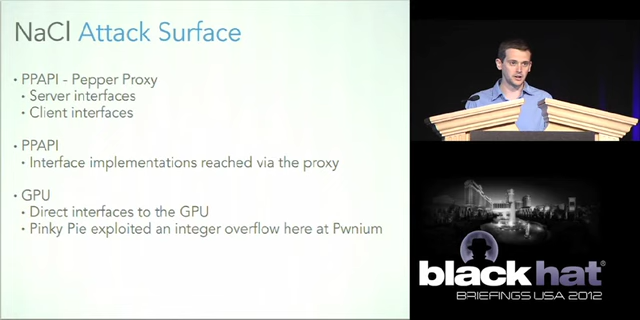 NaCl Attack Surface
• PPAPI - Pepper Proxy
• Server interfaces
• Client interfaces
• PPAPI
• Interface implementations reached via the proxy
• GPU
• Direct interfaces to the GPU
• Pinky Pie exploited an integer overflow here at Pwnium
black hat®
BRIEFINGS USA 2012